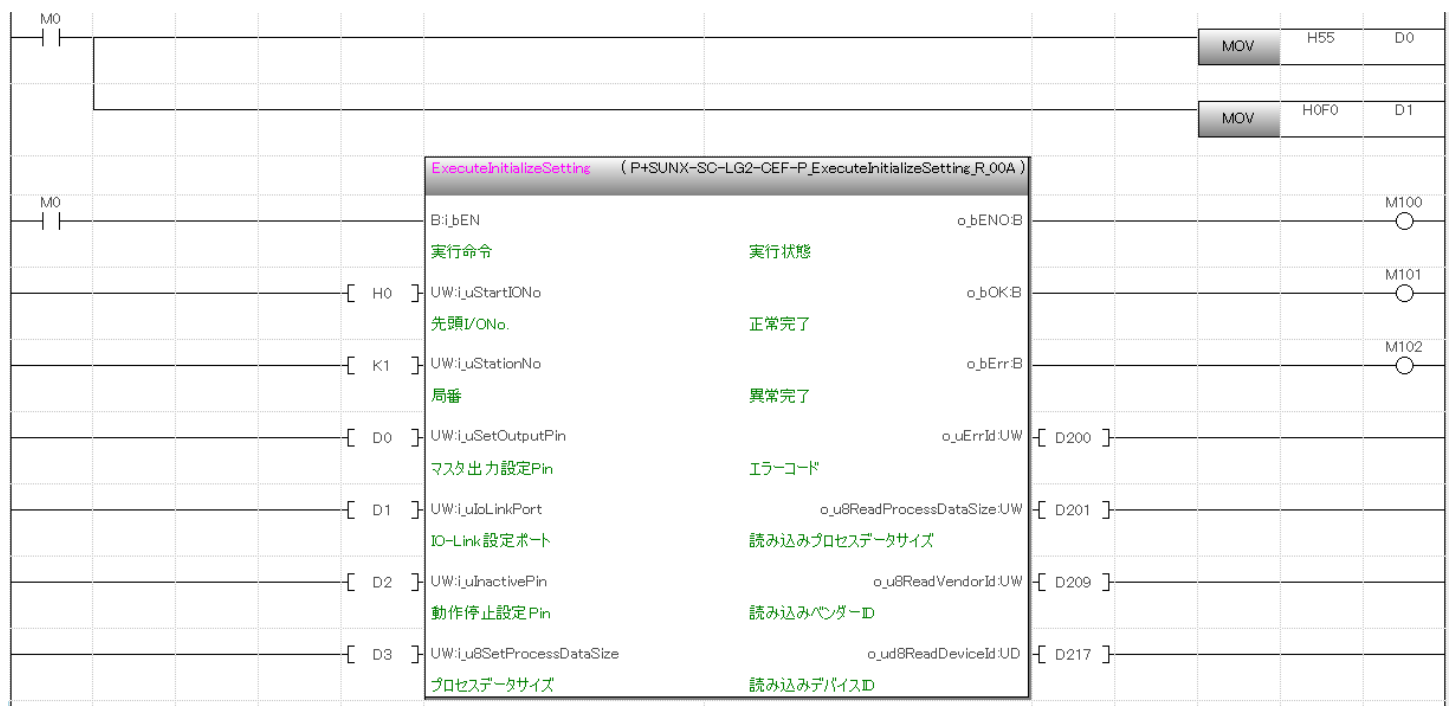 M0
MOV H55 D0
MOV H0F0 D1
ExecuteInitializeSetting (P+SUNX-SC-LG2-CEF-P_ExecuteInitializeSetting_R_00A)
M0 B:i_bEN o_bENO:B M100
実行命令 実行状態
H0 UW:i_uStartIONo o_bOK:B M101
先頭I/ONo. 正常完了
K1 UW:i_uStationNo o_bErr:B M102
局番 異常完了
D0 UW:i_uSetOutputPin o_uErrId:UW D200
マスタ出力設定Pin エラーコード
D1 UW:i_uIoLinkPort o_u8ReadProcessDataSize:UW D201
IO-Link設定ポート 読み込みプロセスデータサイズ
D2 UW:i_uInactivePin o_u8ReadVendorId:UW D209
動作停止設定Pin 読み込みベンダーID
D3 UW:i_u8SetProcessDataSize o_ud8ReadDeviceId:UD D217
プロセスデータサイズ 読み込みデバイスID